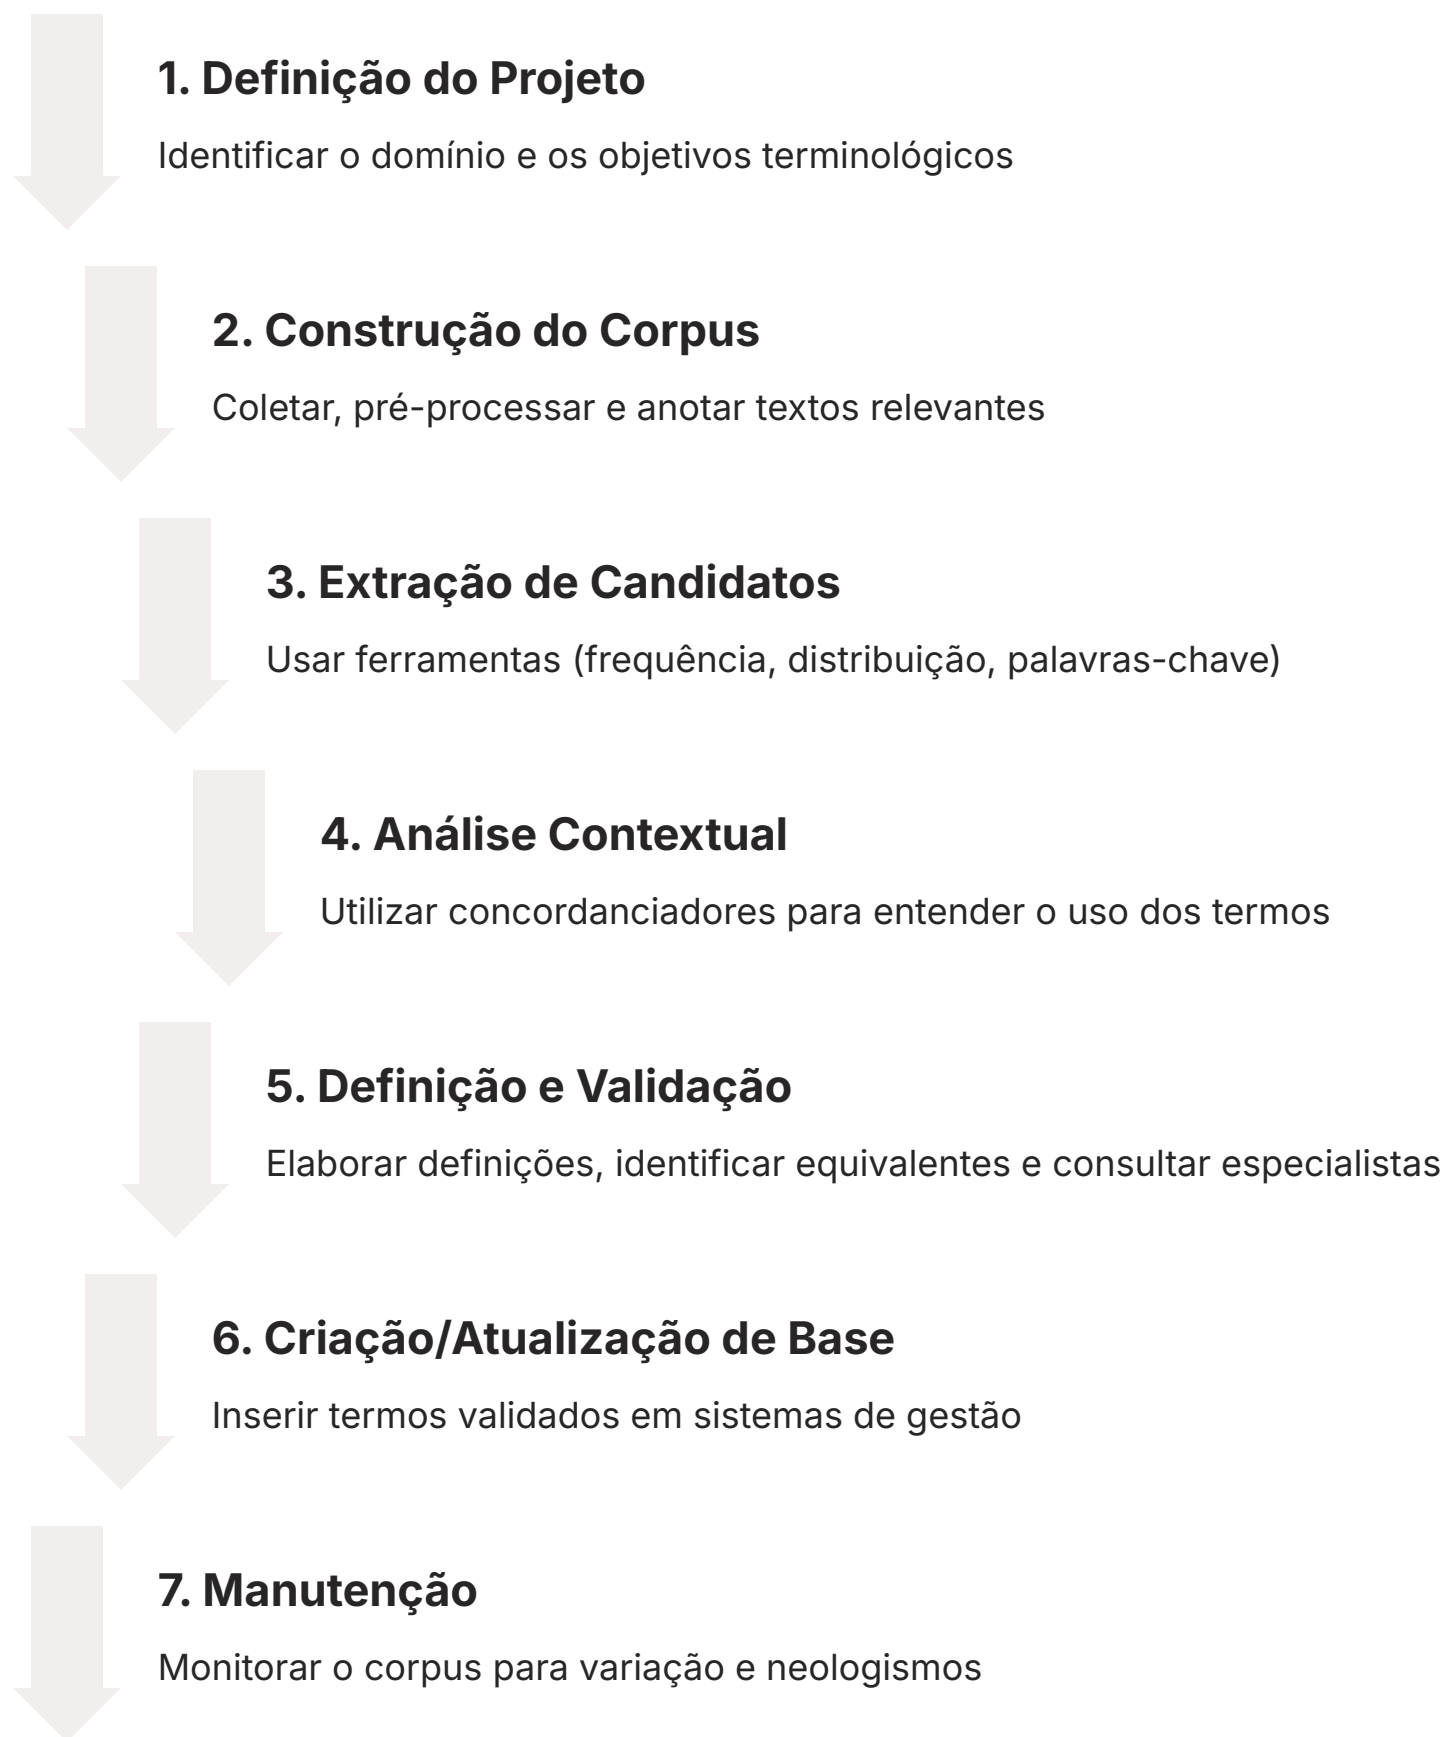 1. Definição do Projeto
Identificar o domínio e os objetivos terminológicos
2. Construção do Corpus
Coletar, pré-processar e anotar textos relevantes
3. Extração de Candidatos
Usar ferramentas (frequência, distribuição, palavras-chave)
4. Análise Contextual
Utilizar concordanciadores para entender o uso dos termos
5. Definição e Validação
Elaborar definições, identificar equivalentes e consultar especialistas
6. Criação/Atualização de Base
Inserir termos validados em sistemas de gestão
7. Manutenção
Monitorar o corpus para variação e neologismos